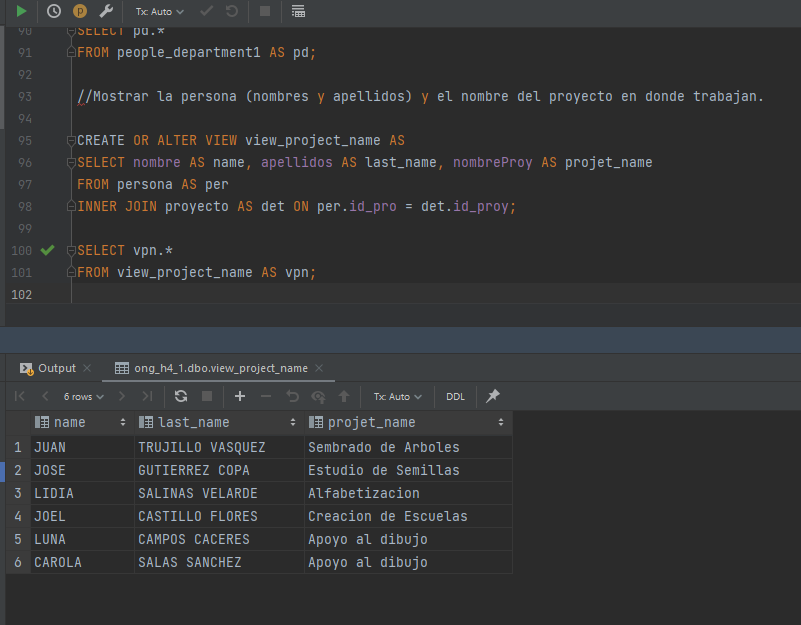 Tx: Auto
90 SELECT pd.*
91 FROM people_department1 AS pd;
92
93 //Mostrar la persona (nombres y apellidos) y el nombre del proyecto en donde trabajan.
94
95 CREATE OR ALTER VIEW view_project_name AS
96 SELECT nombre AS name, apellidos AS last_name, nombreProy AS projet_name
97 FROM persona AS per
98 INNER JOIN proyecto AS det ON per.id_pro = det.id_proy;
99
100 SELECT vpn.*
101 FROM view_project_name AS vpn;
102
Output ong_h4_1.dbo.view_project_name
6 rows Tx: Auto DDL
name last_name projet_name
1 JUAN TRUJILLO VASQUEZ Sembrado de Arboles
2 JOSE GUTIERREZ COPA Estudio de Semillas
3 LIDIA SALINAS VELARDE Alfabetizacion
4 JOEL CASTILLO FLORES Creacion de Escuelas
5 LUNA CAMPOS CACERES Apoyo al dibujo
6 CAROLA SALAS SANCHEZ Apoyo al dibujo